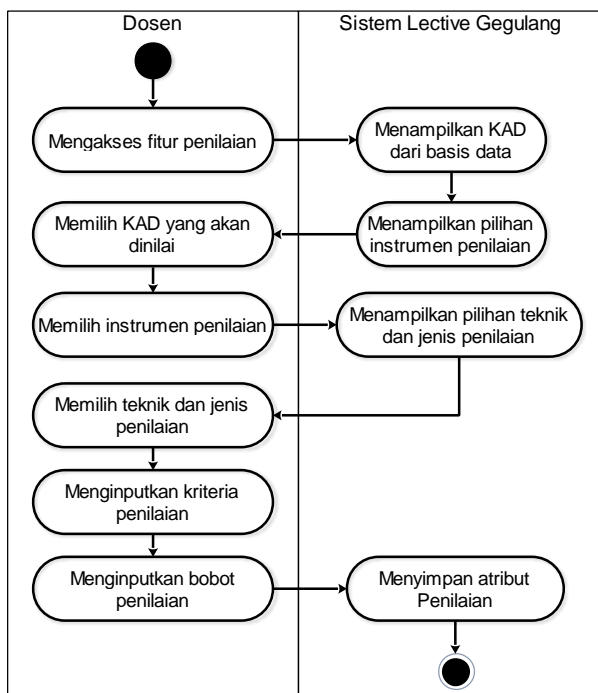 Dosen
Sistem Lective Gegulang
Mengakses fitur penilaian
Menampilkan KAD
dari basis data
Memilih KAD yang akan
dinilai
Menampilkan pilihan
instrumen penilaian
Memilih instrumen penilaian
Menampilkan pilihan teknik
dan jenis penilaian
Memilih teknik dan jenis
penilaian
Menginputkan kriteria
penilaian
Menginputkan bobot
penilaian
Menyimpan atribut
Penilaian